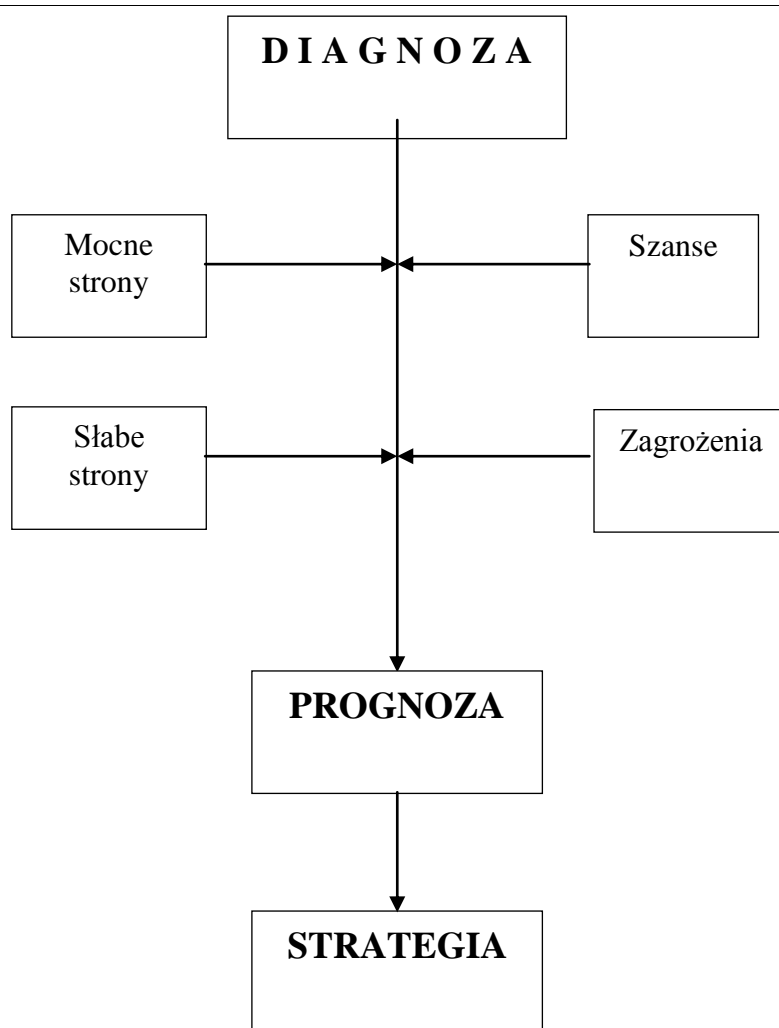 D I A G N O Z A
Mocne
strony
Szanse
Słabe
strony
Zagrożenia
PROGNOZA
STRATEGIA